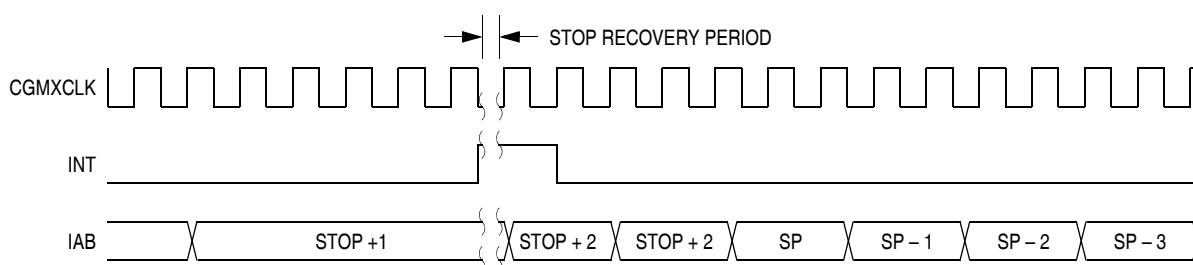 STOP RECOVERY PERIOD
CGMXCLK
INT
IAB STOP +1 STOP + 2 STOP + 2 SP SP – 1 SP – 2 SP – 3